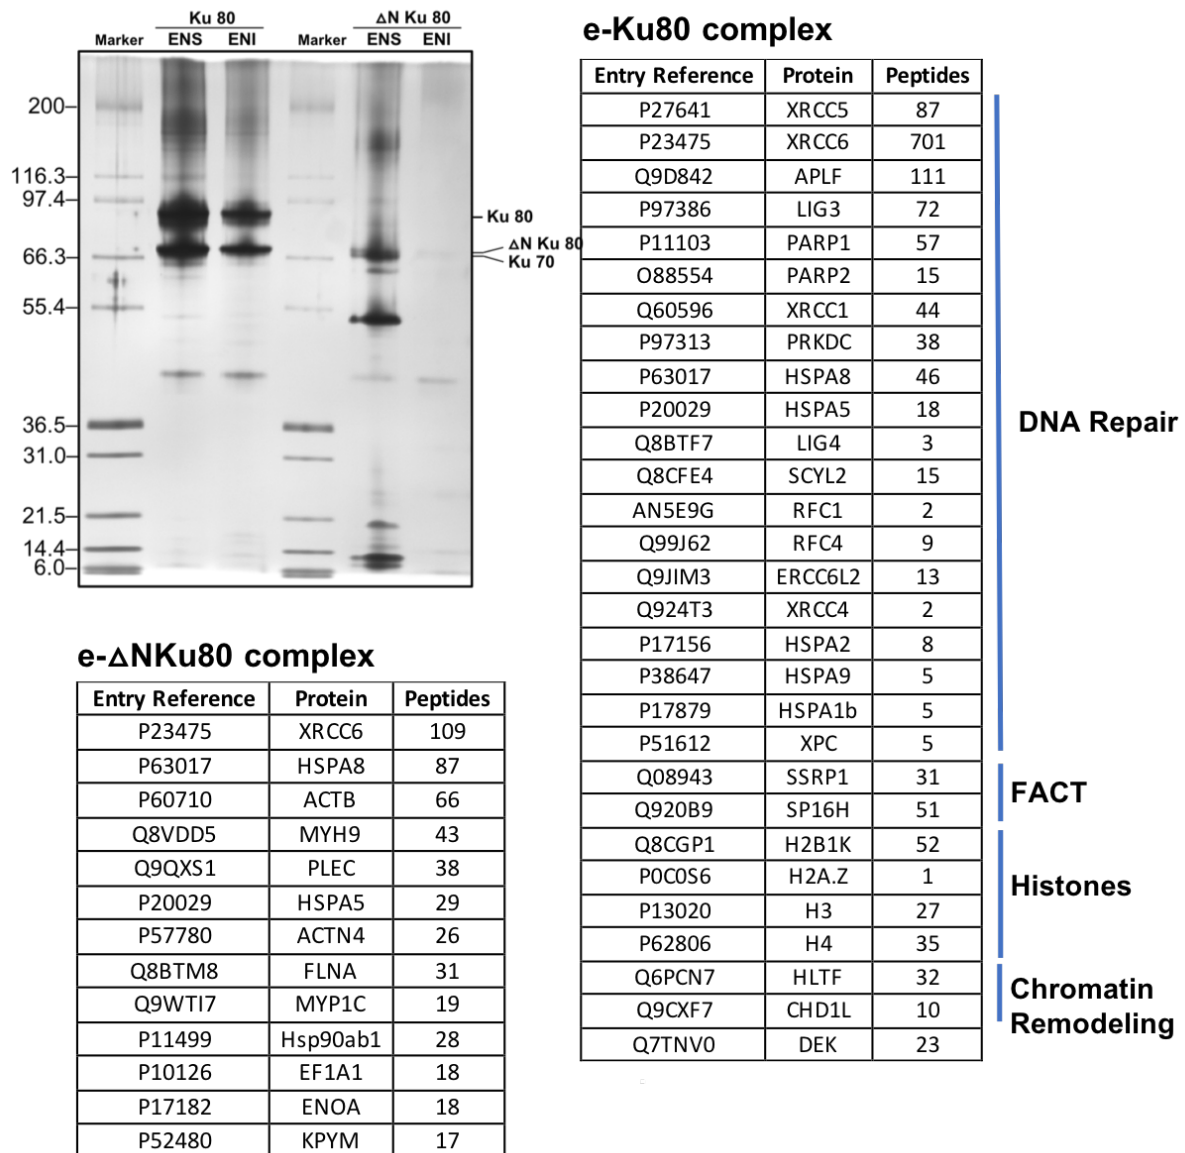 Ku 80
△N Ku 80
Marker ENS ENI Marker ENS ENI
200
116.3
97.4
66.3
55.4
36.5
31.0
21.5
14.4
6.0
Ku 80
△N Ku 80
Ku 70
e-△NKu80 complex
Entry Reference Protein Peptides
P23475 XRCC6 109
P63017 HSPA8 87
P60710 ACTB 66
Q8VDD5 MYH9 43
Q9QXS1 PLEC 38
P20029 HSPA5 29
P57780 ACTN4 26
Q8BTM8 FLNA 31
Q9WTI7 MYP1C 19
P11499 Hsp90ab1 28
P10126 EF1A1 18
P17182 ENOA 18
P52480 KPYM 17
e-Ku80 complex
Entry Reference Protein Peptides
P27641 XRCC5 87
P23475 XRCC6 701
Q9D842 APLF 111
P97386 LIG3 72
P11103 PARP1 57
O88554 PARP2 15
Q60596 XRCC1 44
P97313 PRKDC 38
P63017 HSPA8 46
P20029 HSPA5 18
Q8BTF7 LIG4 3
Q8CFE4 SCYL2 15
AN5E9G RFC1 2
Q99J62 RFC4 9
Q9JIM3 ERCC6L2 13
Q924T3 XRCC4 2
P17156 HSPA2 8
P38647 HSPA9 5
P17879 HSPA1b 5
P51612 XPC 5
Q08943 SSRP1 31
Q920B9 SP16H 51
Q8CGP1 H2B1K 52
P0C0S6 H2A.Z 1
P13020 H3 27
P62806 H4 35
Q6PCN7 HLTF 32
Q9CXF7 CHD1L 10
Q7TNV0 DEK 23
DNA Repair
FACT
Histones
Chromatin
Remodeling